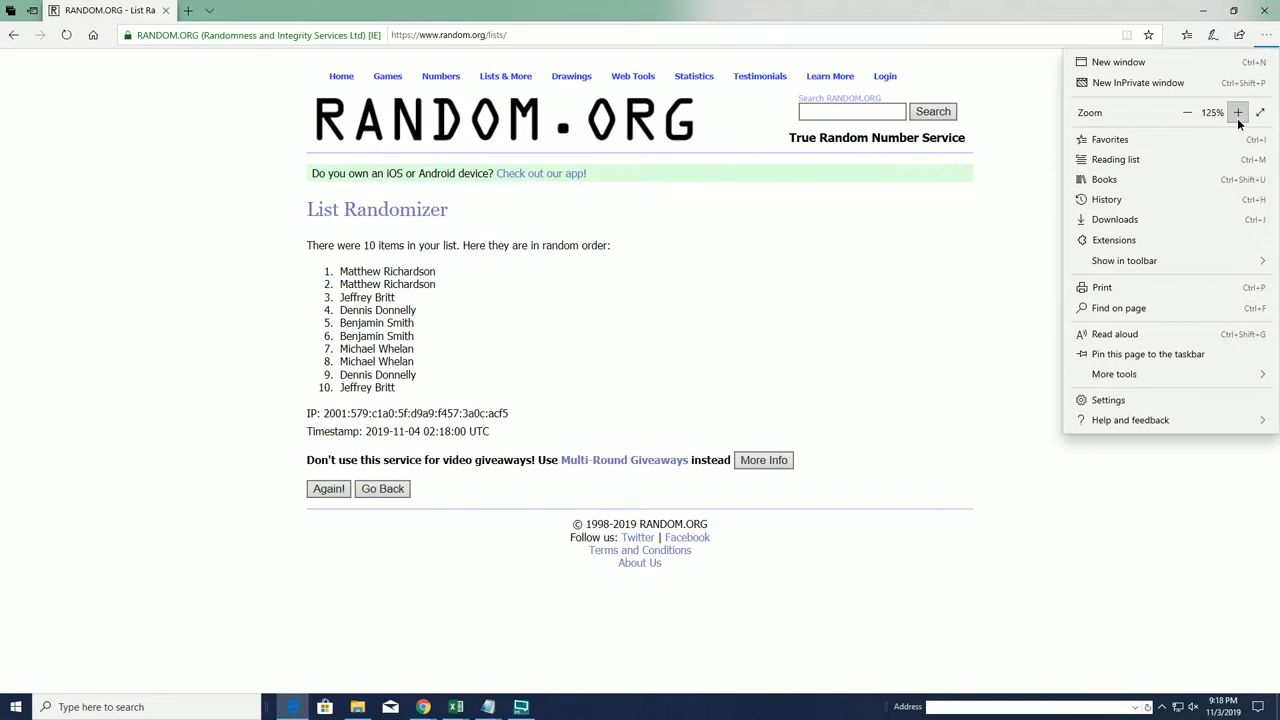 RANDOM.ORG - List Ra
RANDOM.ORG (Randomness and Integrity Services Ltd) [IE]
https://www.random.org/lists/
Home Games Numbers Lists & More Drawings Web Tools Statistics Testimonials Learn More Login
RANDOM.ORG
Search RANDOM.ORG
Search
True Random Number Service
Do you own an iOS or Android device? Check out our app!
List Randomizer
There were 10 items in your list. Here they are in random order:
1. Matthew Richardson
2. Matthew Richardson
3. Jeffrey Britt
4. Dennis Donnelly
5. Benjamin Smith
6. Benjamin Smith
7. Michael Whelan
8. Michael Whelan
9. Dennis Donnelly
10. Jeffrey Britt
IP: 2001:579:c1a0:5f:d9a9:f457:3a0c:acf5
Timestamp: 2019-11-04 02:18:00 UTC
Don't use this service for video giveaways! Use Multi-Round Giveaways instead More Info
Again! Go Back
© 1998-2019 RANDOM.ORG
Follow us: Twitter | Facebook
Terms and Conditions
About Us
New window Ctrl+N
New InPrivate window Ctrl+Shift+P
Zoom 125%
Favorites Ctrl+I
Reading list Ctrl+M
Books Ctrl+Shift+U
History Ctrl+H
Downloads Ctrl+J
Extensions
Show in toolbar
Print Ctrl+P
Find on page Ctrl+F
Read aloud Ctrl+Shift+G
Pin this page to the taskbar
More tools
Settings
Help and feedback
Type here to search
Address
9:18 PM
11/3/2019